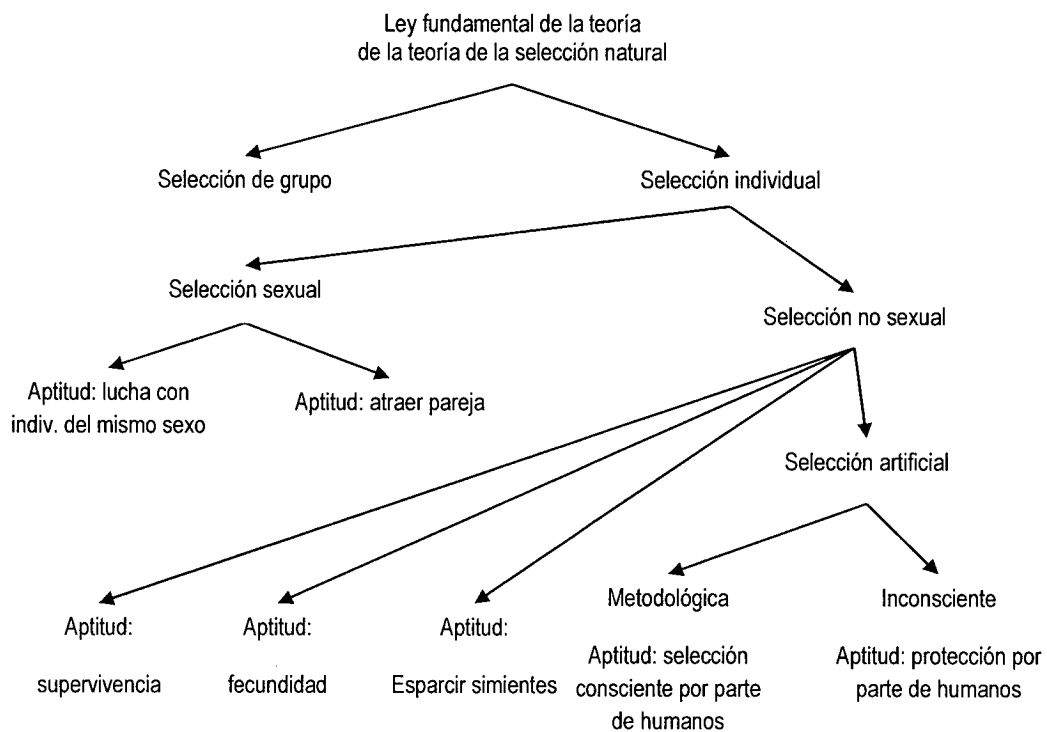 Ley fundamental de la teoría
de la teoría de la selección natural
Selección de grupo
Selección individual
Selección sexual
Selección no sexual
Aptitud: lucha con
indiv. del mismo sexo
Aptitud: atraer pareja
Selección artificial
Aptitud:
supervivencia
Aptitud:
fecundidad
Aptitud:
Esparcir simientes
Metodológica
Aptitud: selección
consciente por parte
de humanos
Inconsciente
Aptitud: protección por
parte de humanos